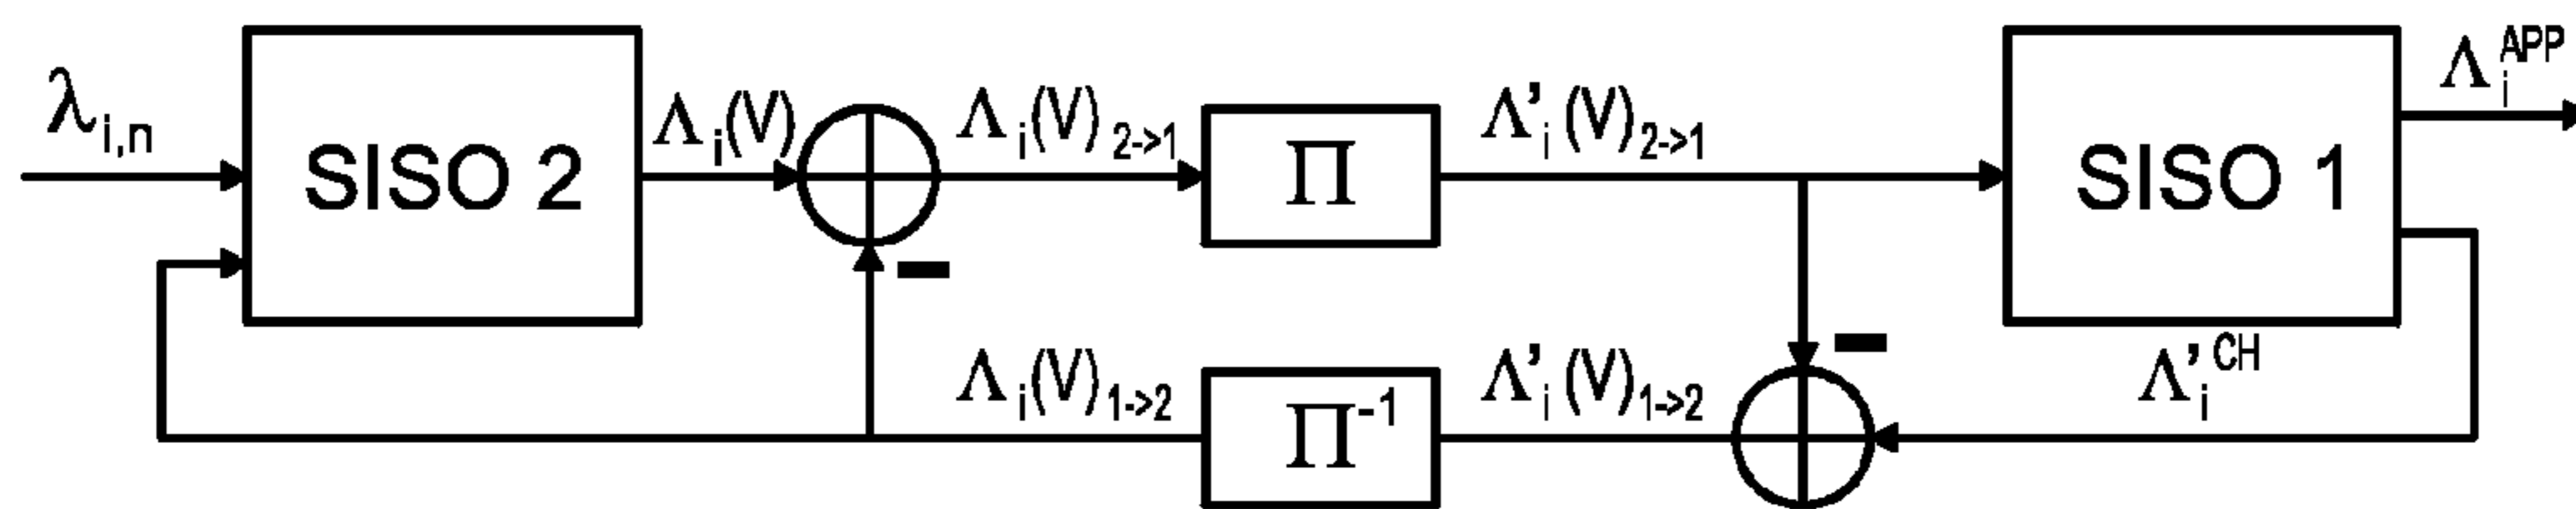 λi,n
SISO 2
Λi(V)
Λi(V)2->1
Π
Λ'i(V)2->1
SISO 1
ΛiAPP
-
-
Λi(V)1->2
Π-1
Λ'i(V)1->2
Λ'iCH